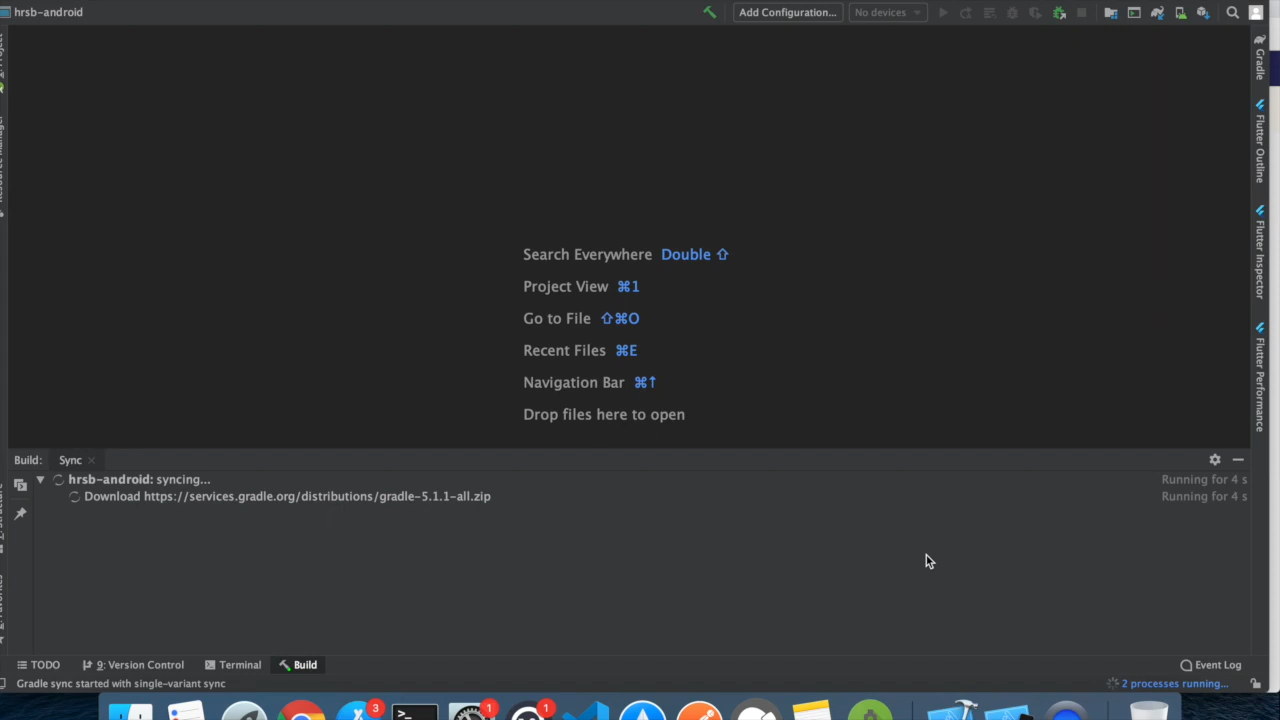 hrsb-android
Add Configuration...
No devices
Gradle
Flutter Outline
Flutter Inspector
Flutter Performance
Search Everywhere Double ⇧
Project View ⌘1
Go to File ⇧⌘O
Recent Files ⌘E
Navigation Bar ⌘↑
Drop files here to open
Build: Sync
hrsb-android: syncing... Running for 4 s
Download https://services.gradle.org/distributions/gradle-5.1.1-all.zip Running for 4 s
TODO 9: Version Control Terminal Build Event Log
Gradle sync started with single-variant sync 2 processes running...
3
1
1